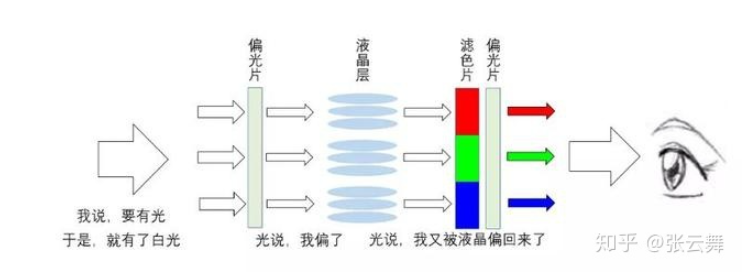 偏光片
液晶层
滤色片
偏光片
我说，要有光
于是，就有了白光
光说，我偏了
光说，我又被液晶偏回来了
知乎 @张云舞